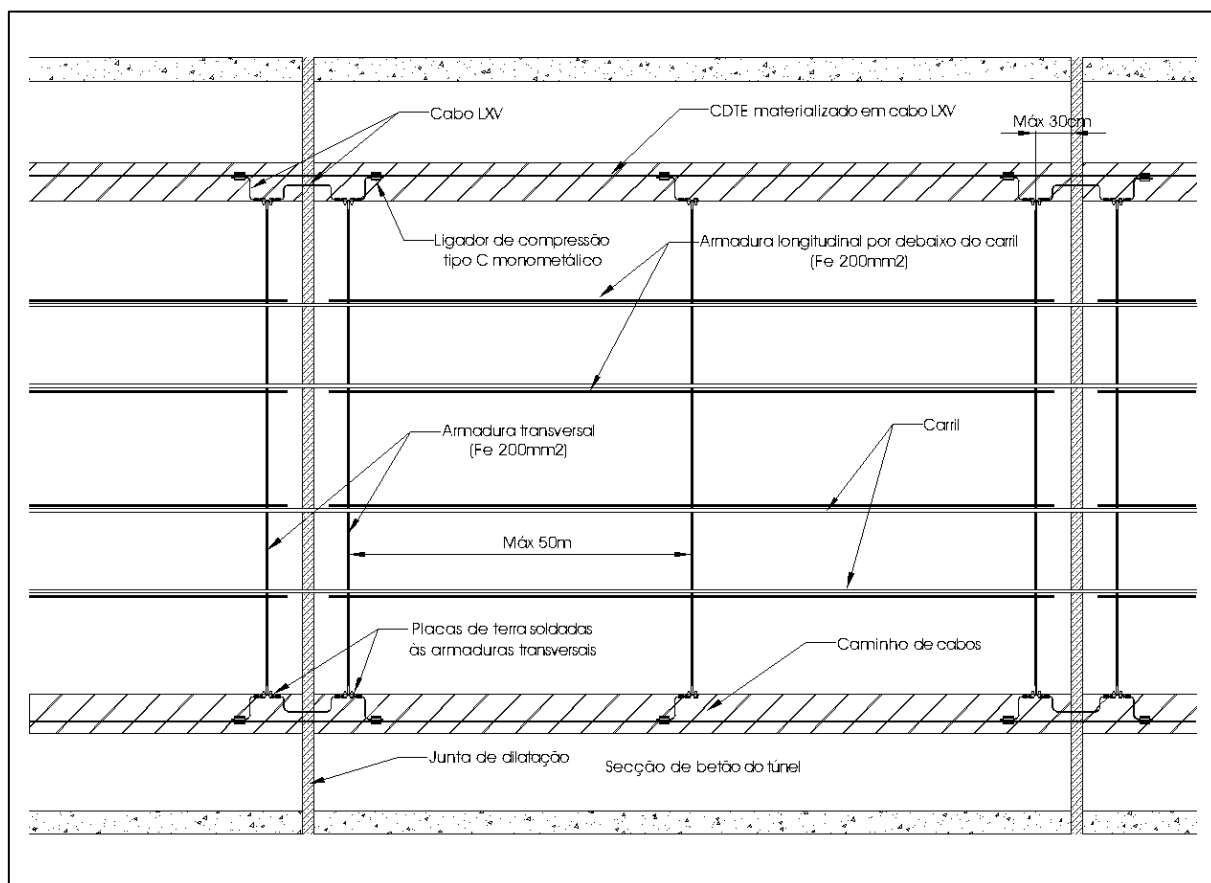 Cabo LXV
CDTE materializado em cabo LXV
Máx 30cm
Ligador de compressão
tipo C monometálico
Armadura longitudinal por debaixo do carril
(Fe 200mm2)
Armadura transversal
(Fe 200mm2)
Carril
Máx 50m
Placas de terra soldadas
às armaduras transversais
Caminho de cabos
Junta de dilatação
Secção de betão do túnel